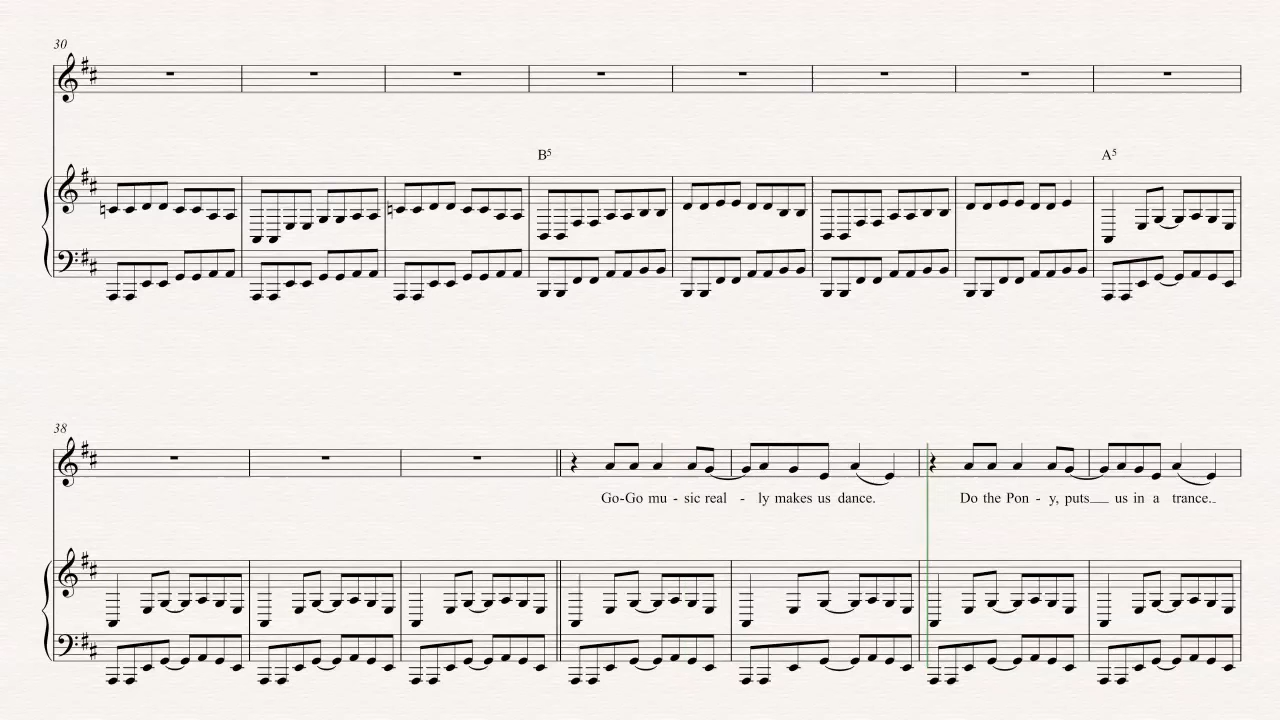 30
B5
A5
38
Go-Go mu - sic real - ly makes us dance. Do the Pon - y, puts__ us in a trance._